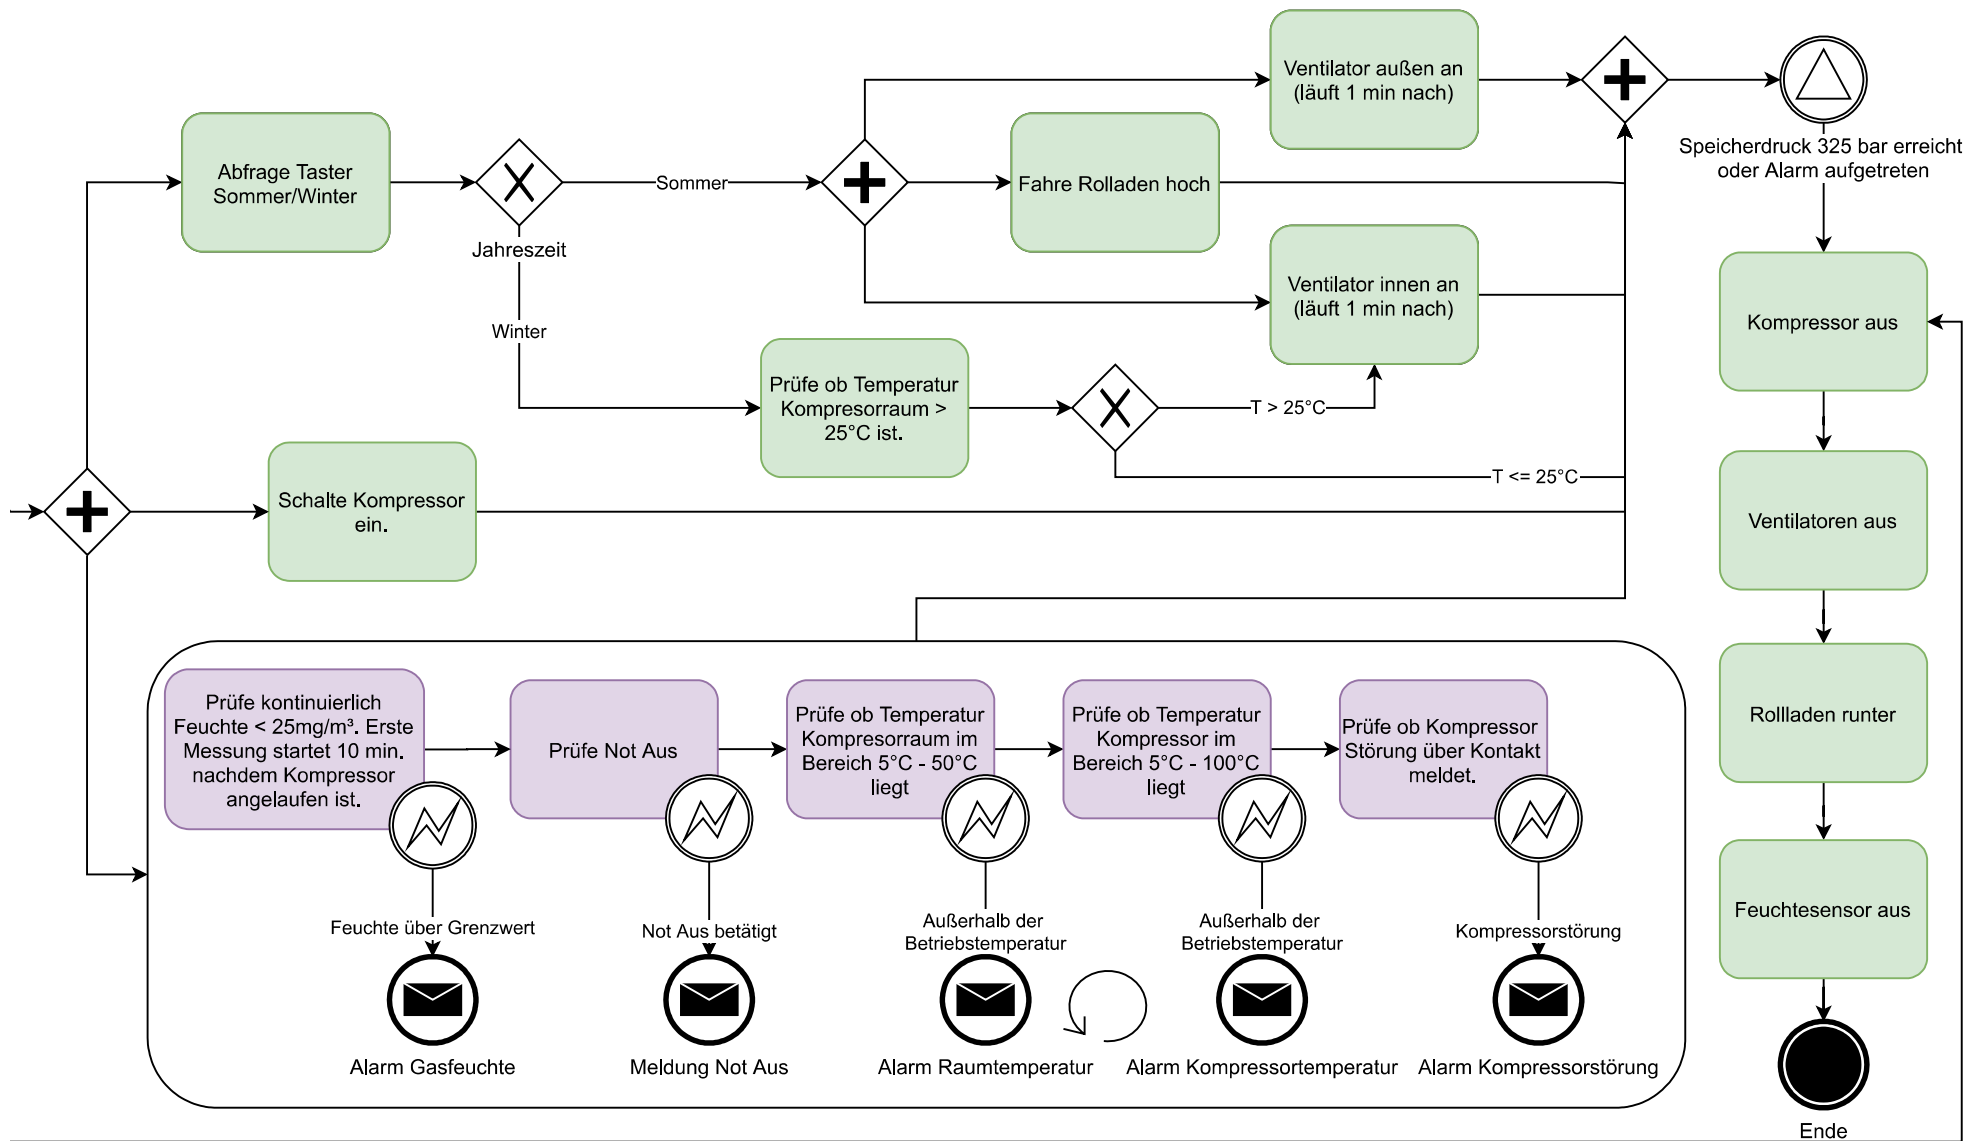 Ventilator außen an
(läuft 1 min nach)
Speicherdruck 325 bar erreicht
oder Alarm aufgetreten
Abfrage Taster
Sommer/Winter
Sommer
Fahre Rolladen hoch
Jahreszeit
Ventilator innen an
(läuft 1 min nach)
Kompressor aus
Winter
Prüfe ob Temperatur
Kompresorraum >
25°C ist.
T > 25°C
T <= 25°C
Schalte Kompressor
ein.
Ventilatoren aus
Prüfe kontinuierlich
Feuchte < 25mg/m³. Erste
Messung startet 10 min.
nachdem Kompressor
angelaufen ist.
Prüfe Not Aus
Prüfe ob Temperatur
Kompresorraum im
Bereich 5°C - 50°C
liegt
Prüfe ob Temperatur
Kompressor im
Bereich 5°C - 100°C
liegt
Prüfe ob Kompressor
Störung über Kontakt
meldet.
Rollladen runter
Feuchte über Grenzwert
Not Aus betätigt
Außerhalb der
Betriebstemperatur
Außerhalb der
Betriebstemperatur
Kompressorstörung
Feuchtesensor aus
Alarm Gasfeuchte
Meldung Not Aus
Alarm Raumtemperatur
Alarm Kompressortemperatur
Alarm Kompressorstörung
Ende